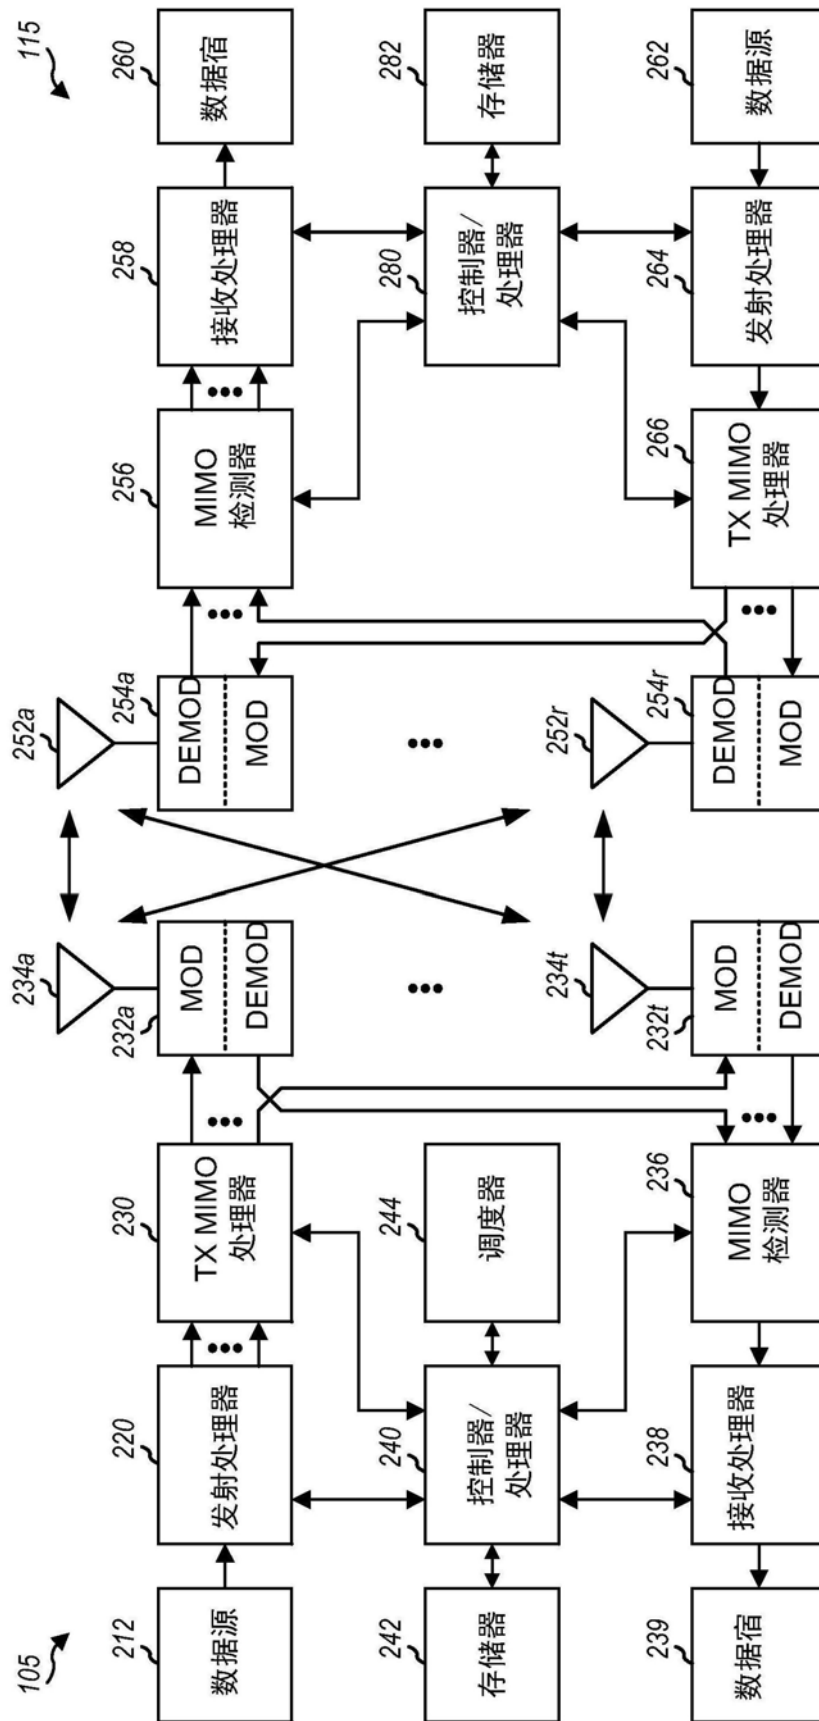 105
115
212
数据源
220
发射处理器
230
TX MIMO
处理器
232a
MOD
DEMOD
234a
252a
254a
DEMOD
MOD
256
MIMO
检测器
258
接收处理器
260
数据宿
242
存储器
240
控制器/
处理器
244
调度器
280
控制器/
处理器
282
存储器
239
数据宿
238
接收处理器
236
MIMO
检测器
232t
MOD
DEMOD
234t
252r
254r
DEMOD
MOD
266
TX MIMO
处理器
264
发射处理器
262
数据源